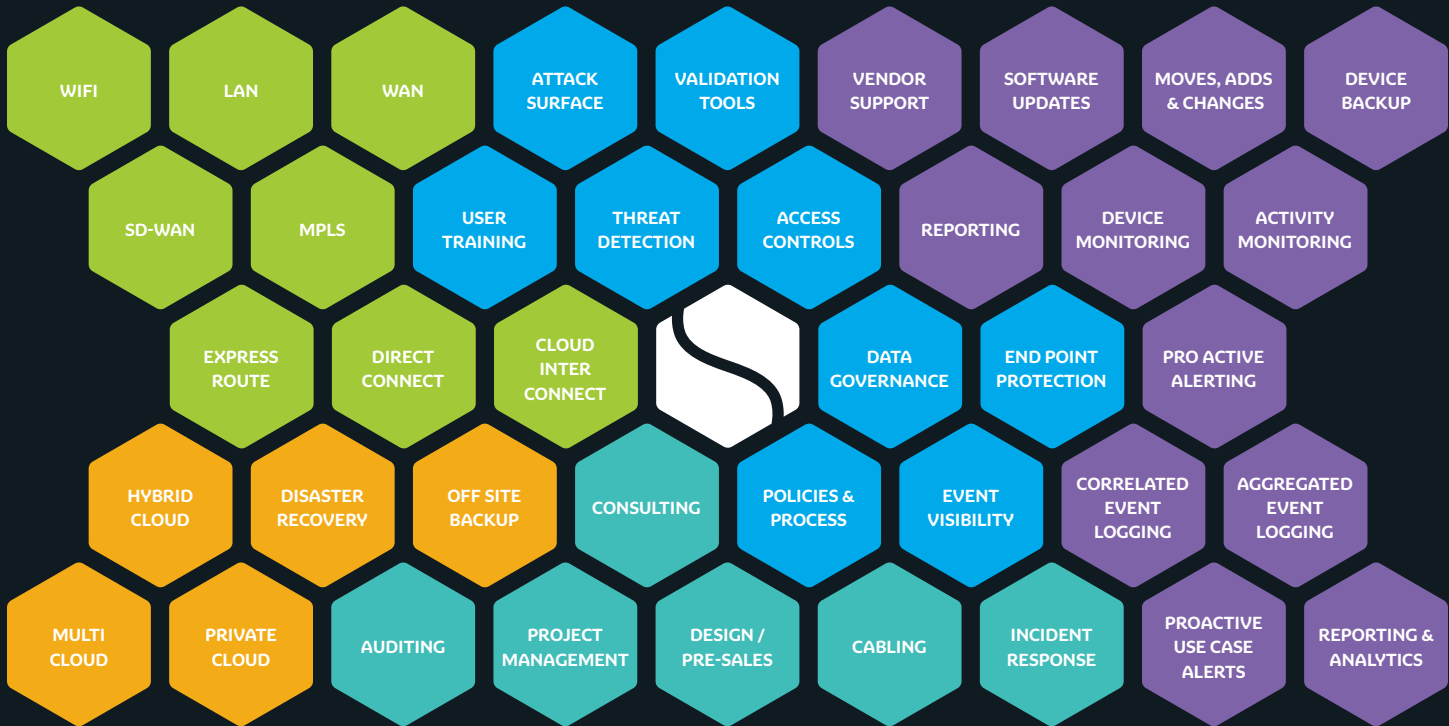 WIFI
LAN
WAN
ATTACK
SURFACE
VALIDATION
TOOLS
VENDOR
SUPPORT
SOFTWARE
UPDATES
MOVES, ADDS
& CHANGES
DEVICE
BACKUP
SD-WAN
MPLS
USER
TRAINING
THREAT
DETECTION
ACCESS
CONTROLS
REPORTING
DEVICE
MONITORING
ACTIVITY
MONITORING
EXPRESS
ROUTE
DIRECT
CONNECT
CLOUD
INTER
CONNECT
DATA
GOVERNANCE
END POINT
PROTECTION
PRO ACTIVE
ALERTING
HYBRID
CLOUD
DISASTER
RECOVERY
OFF SITE
BACKUP
CONSULTING
POLICIES &
PROCESS
EVENT
VISIBILITY
CORRELATED
EVENT
LOGGING
AGGREGATED
EVENT
LOGGING
MULTI
CLOUD
PRIVATE
CLOUD
AUDITING
PROJECT
MANAGEMENT
DESIGN /
PRE-SALES
CABLING
INCIDENT
RESPONSE
PROACTIVE
USE CASE
ALERTS
REPORTING &
ANALYTICS